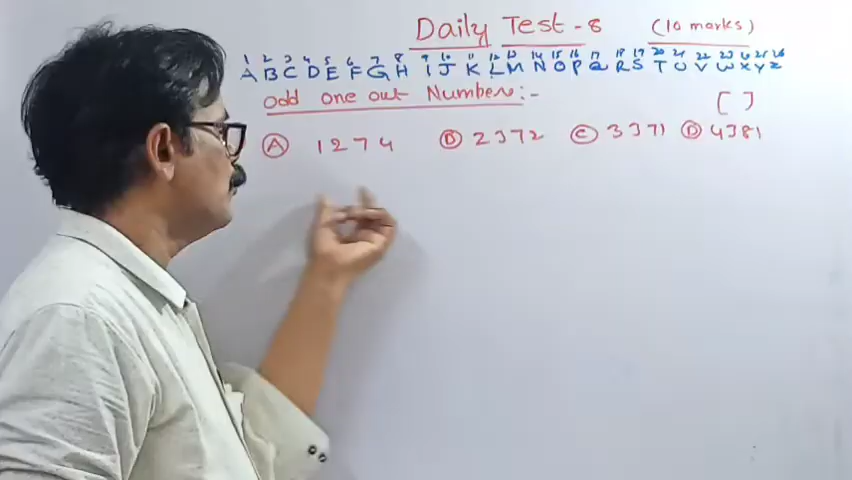 Daily Test - 8 (10 marks)
1 2 3 4 5 6 7 8 9 10 11 12 13 14 15 16 17 18 19 20 21 22 23 24 25 26
A B C D E F G H I J K L M N O P Q R S T U V W X Y Z
odd one out Numbers:- [ ]
(A) 1274 (B) 2372 (C) 3371 (D) 4381